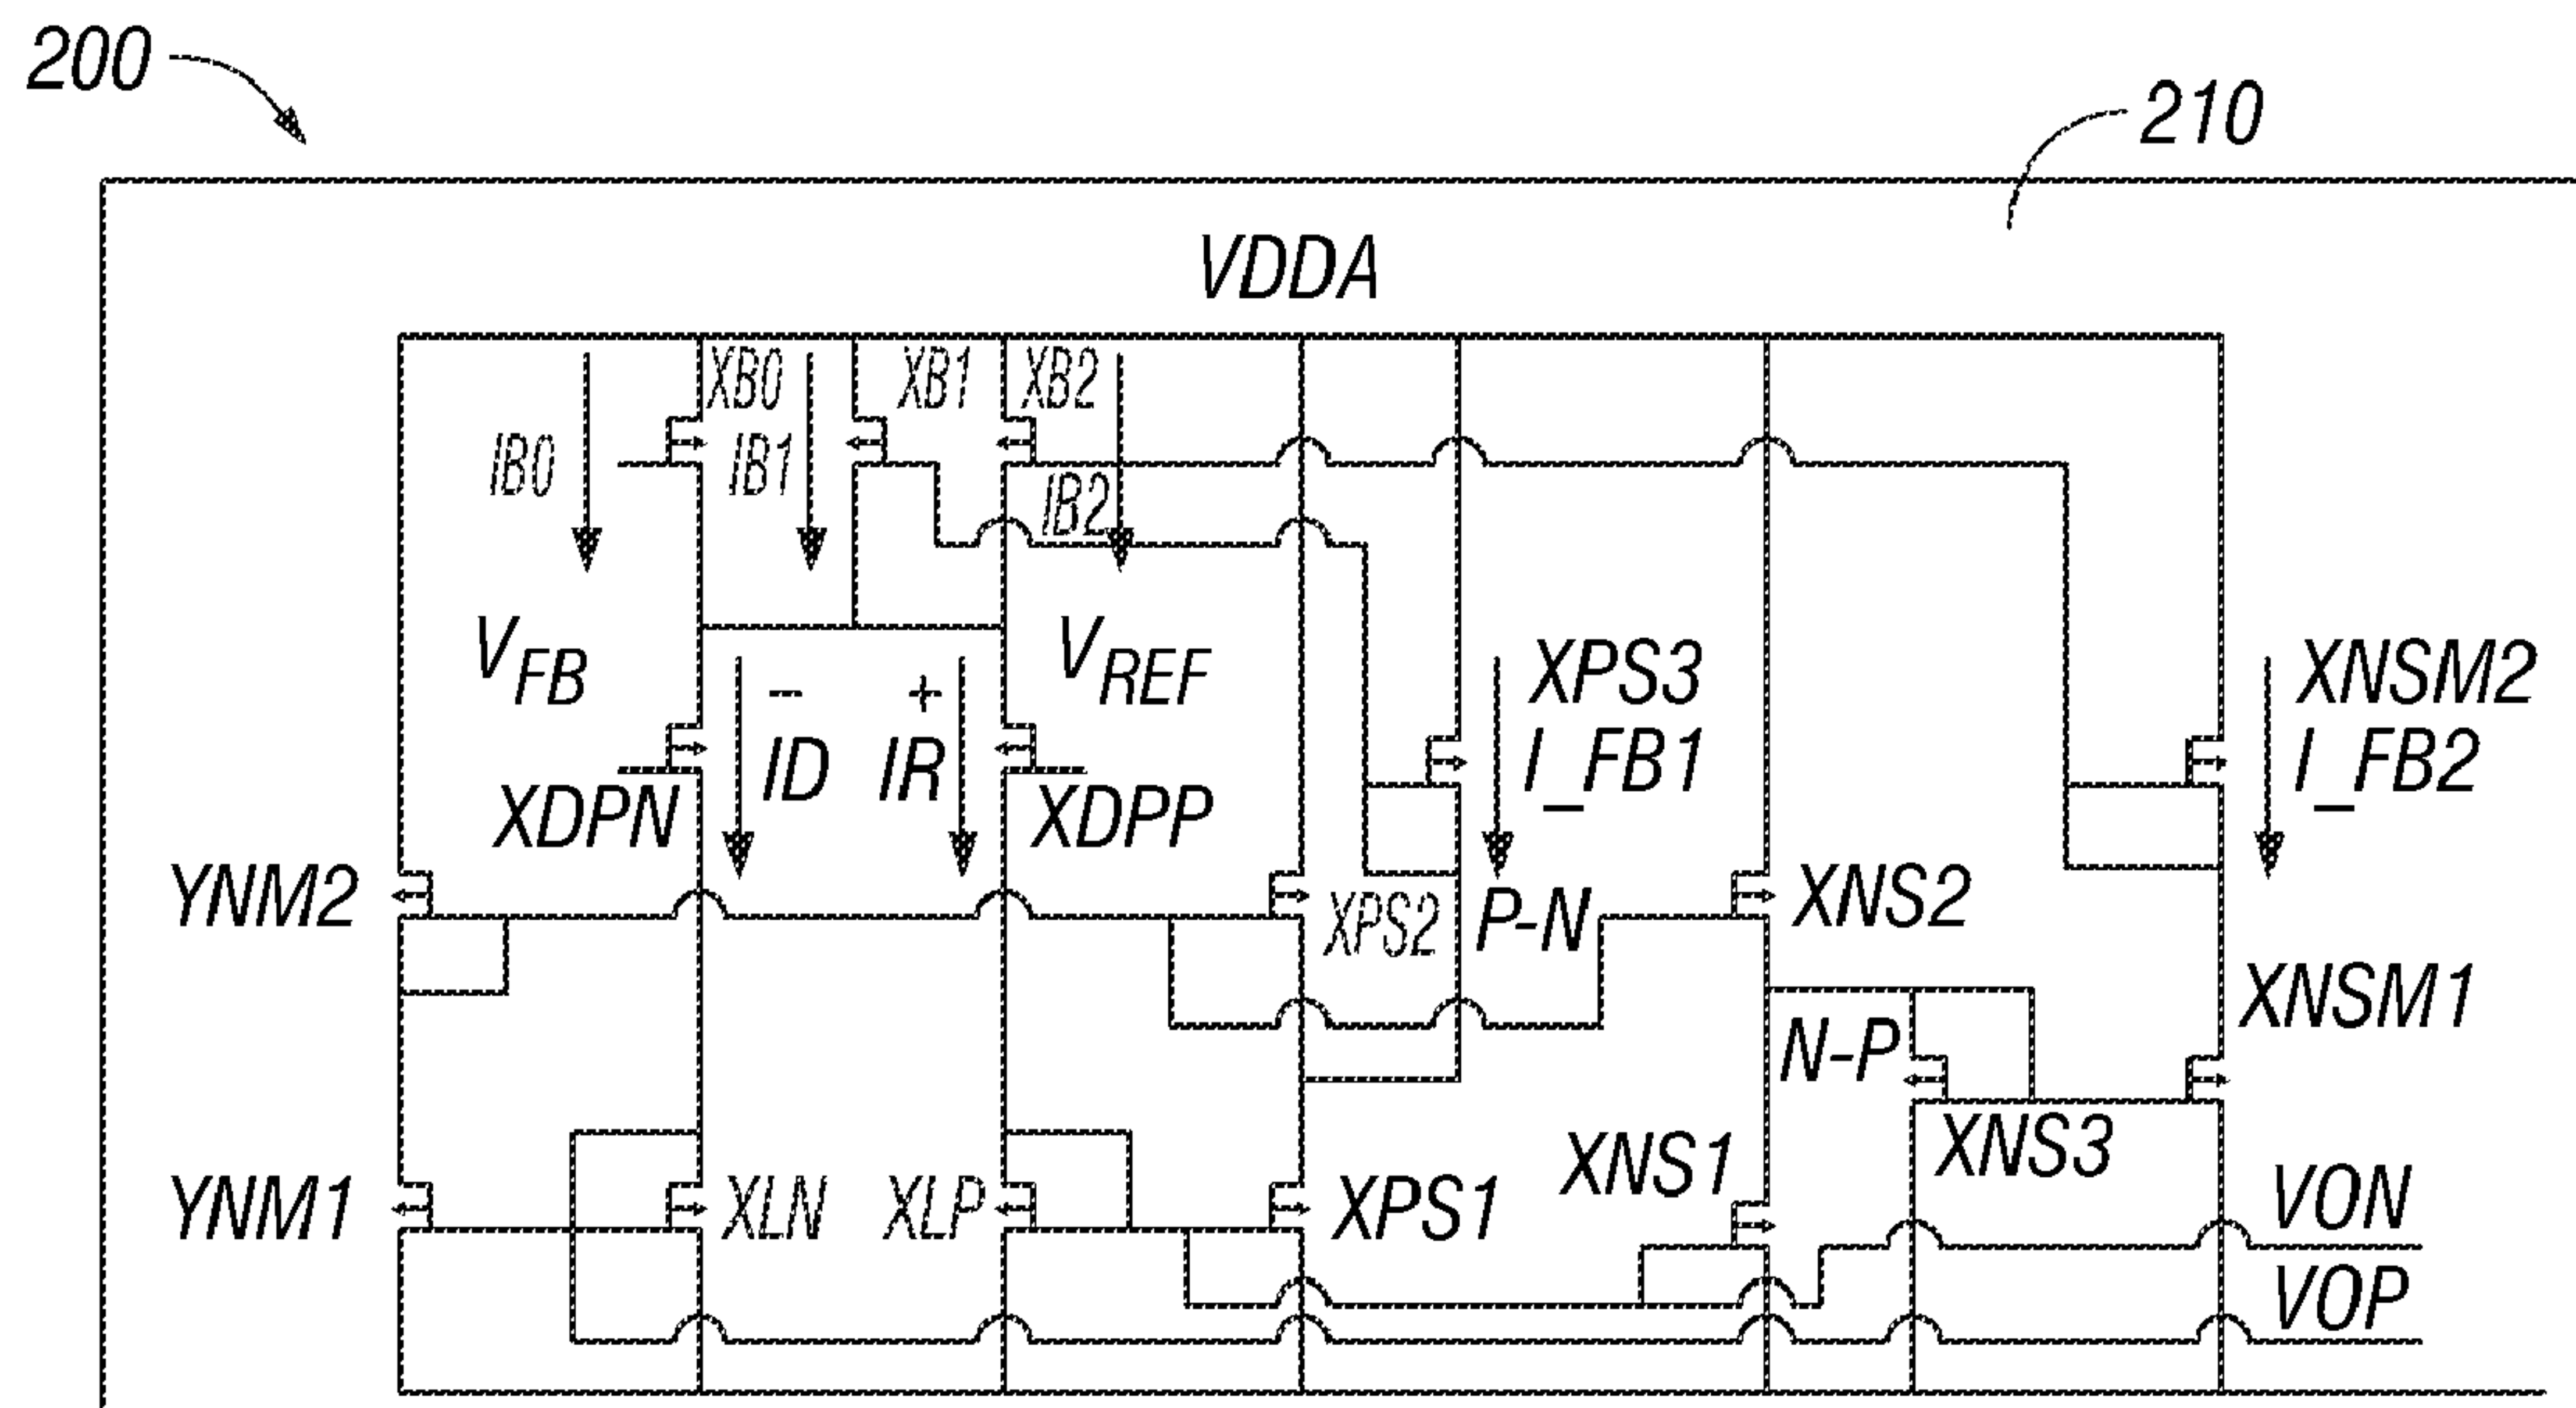 200
210
VDDA
XB0
XB1
XB2
IB0
IB1
IB2
VFB
-
+
VREF
XPS3
XNSM2
ID
IR
I_FB1
I_FB2
XDPN
XDPP
YNM2
XPS2
P-N
XNS2
XNSM1
N-P
XNS3
XNS1
YNM1
XLN
XLP
XPS1
VON
VOP